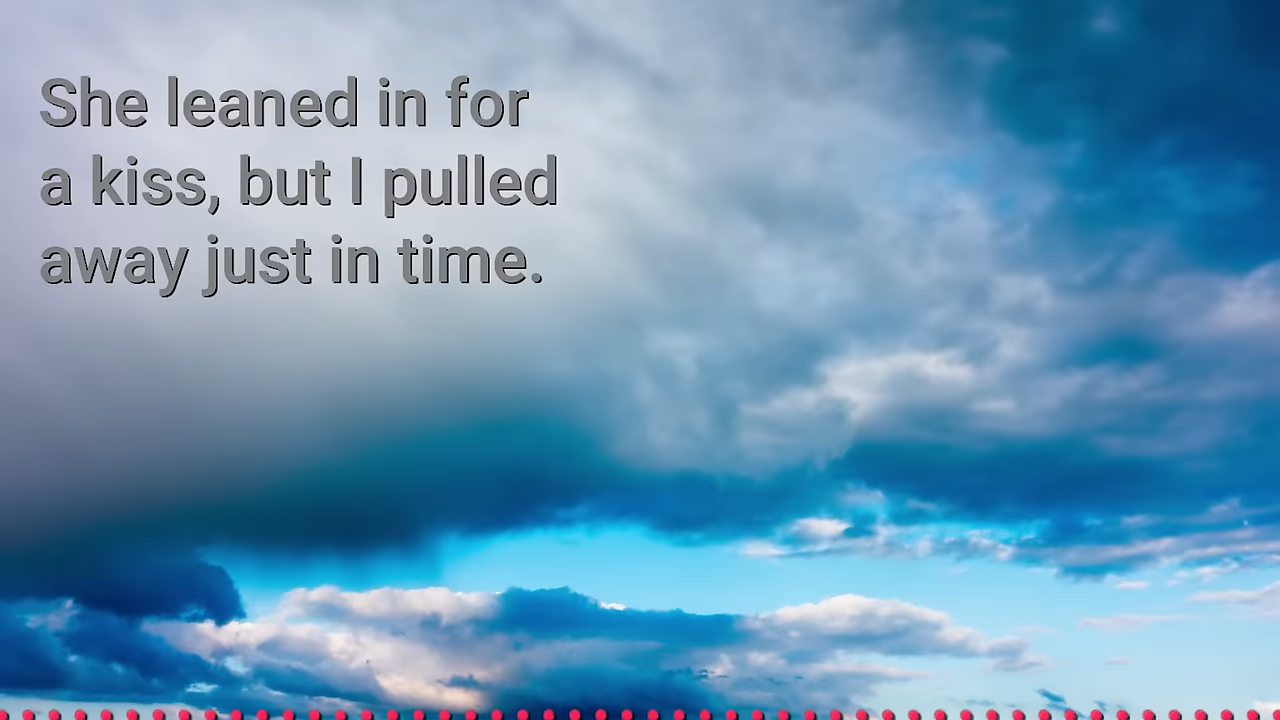 She leaned in for
a kiss, but I pulled
away just in time.